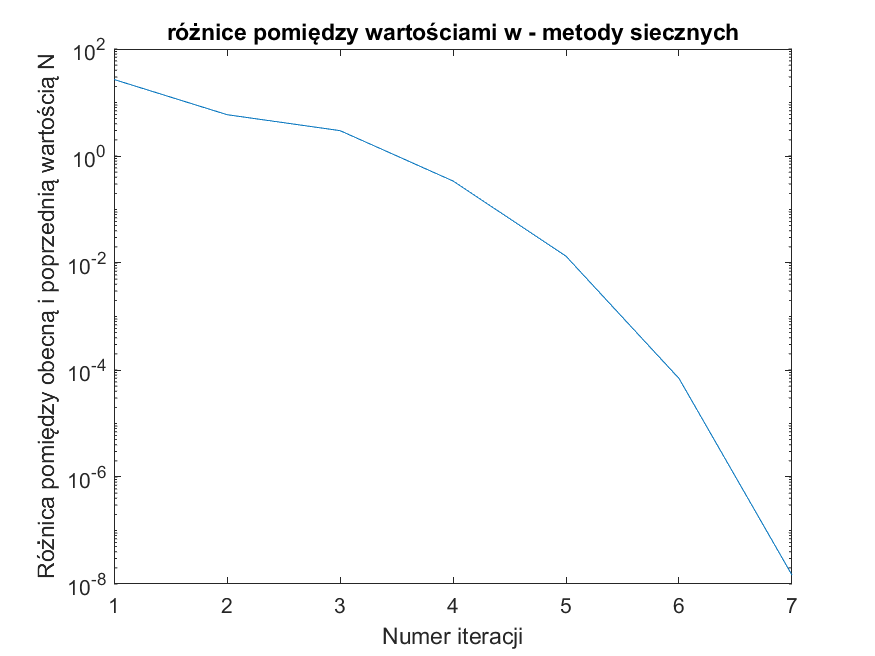 różnice pomiędzy wartościami w - metody siecznych
Różnica pomiędzy obecną i poprzednią wartością N
10^2
10^0
10^-2
10^-4
10^-6
10^-8
1 2 3 4 5 6 7
Numer iteracji